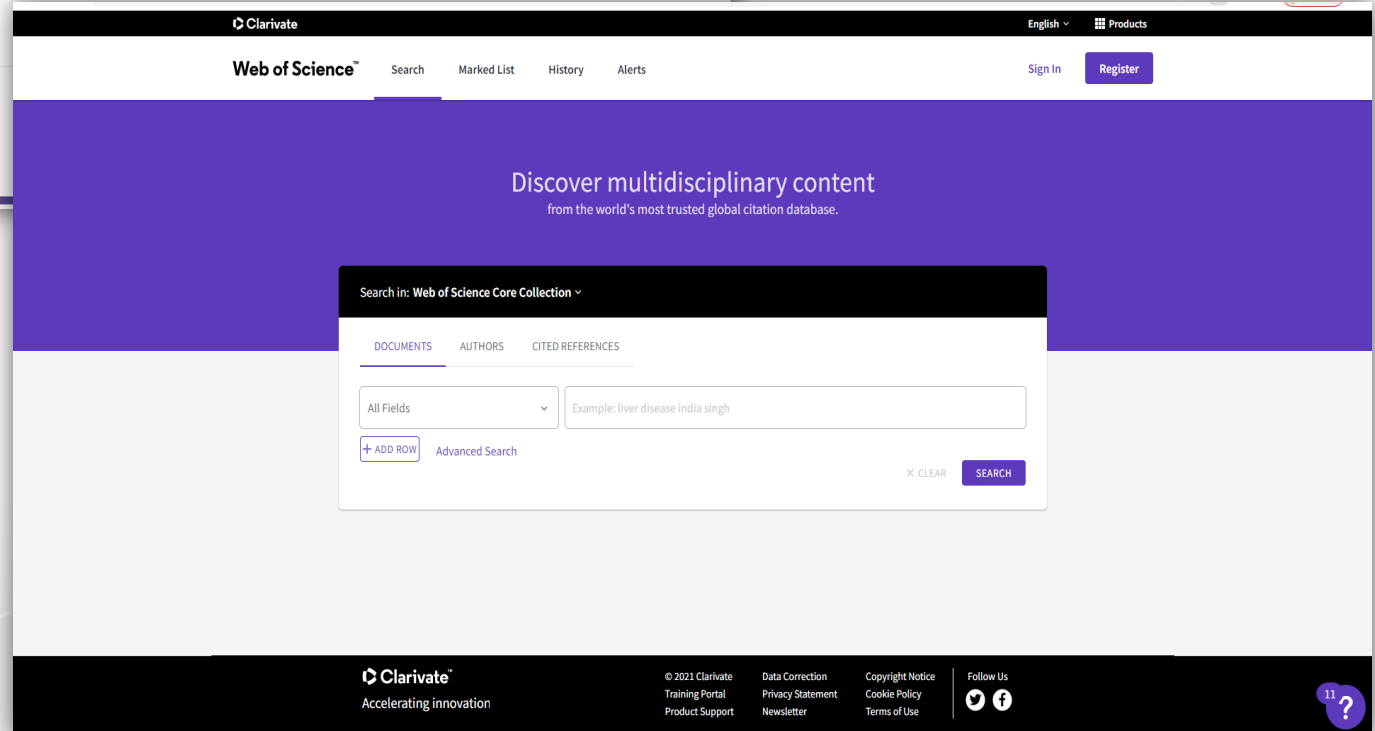 Clarivate
English
Products
Web of Science™
Search
Marked List
History
Alerts
Sign In
Register
Discover multidisciplinary content
from the world's most trusted global citation database.
Search in: Web of Science Core Collection
DOCUMENTS
AUTHORS
CITED REFERENCES
All Fields
Example: liver disease india singh
+ ADD ROW
Advanced Search
× CLEAR
SEARCH
Clarivate™
Accelerating innovation
© 2021 Clarivate
Training Portal
Product Support
Data Correction
Privacy Statement
Newsletter
Copyright Notice
Cookie Policy
Terms of Use
Follow Us
11
?